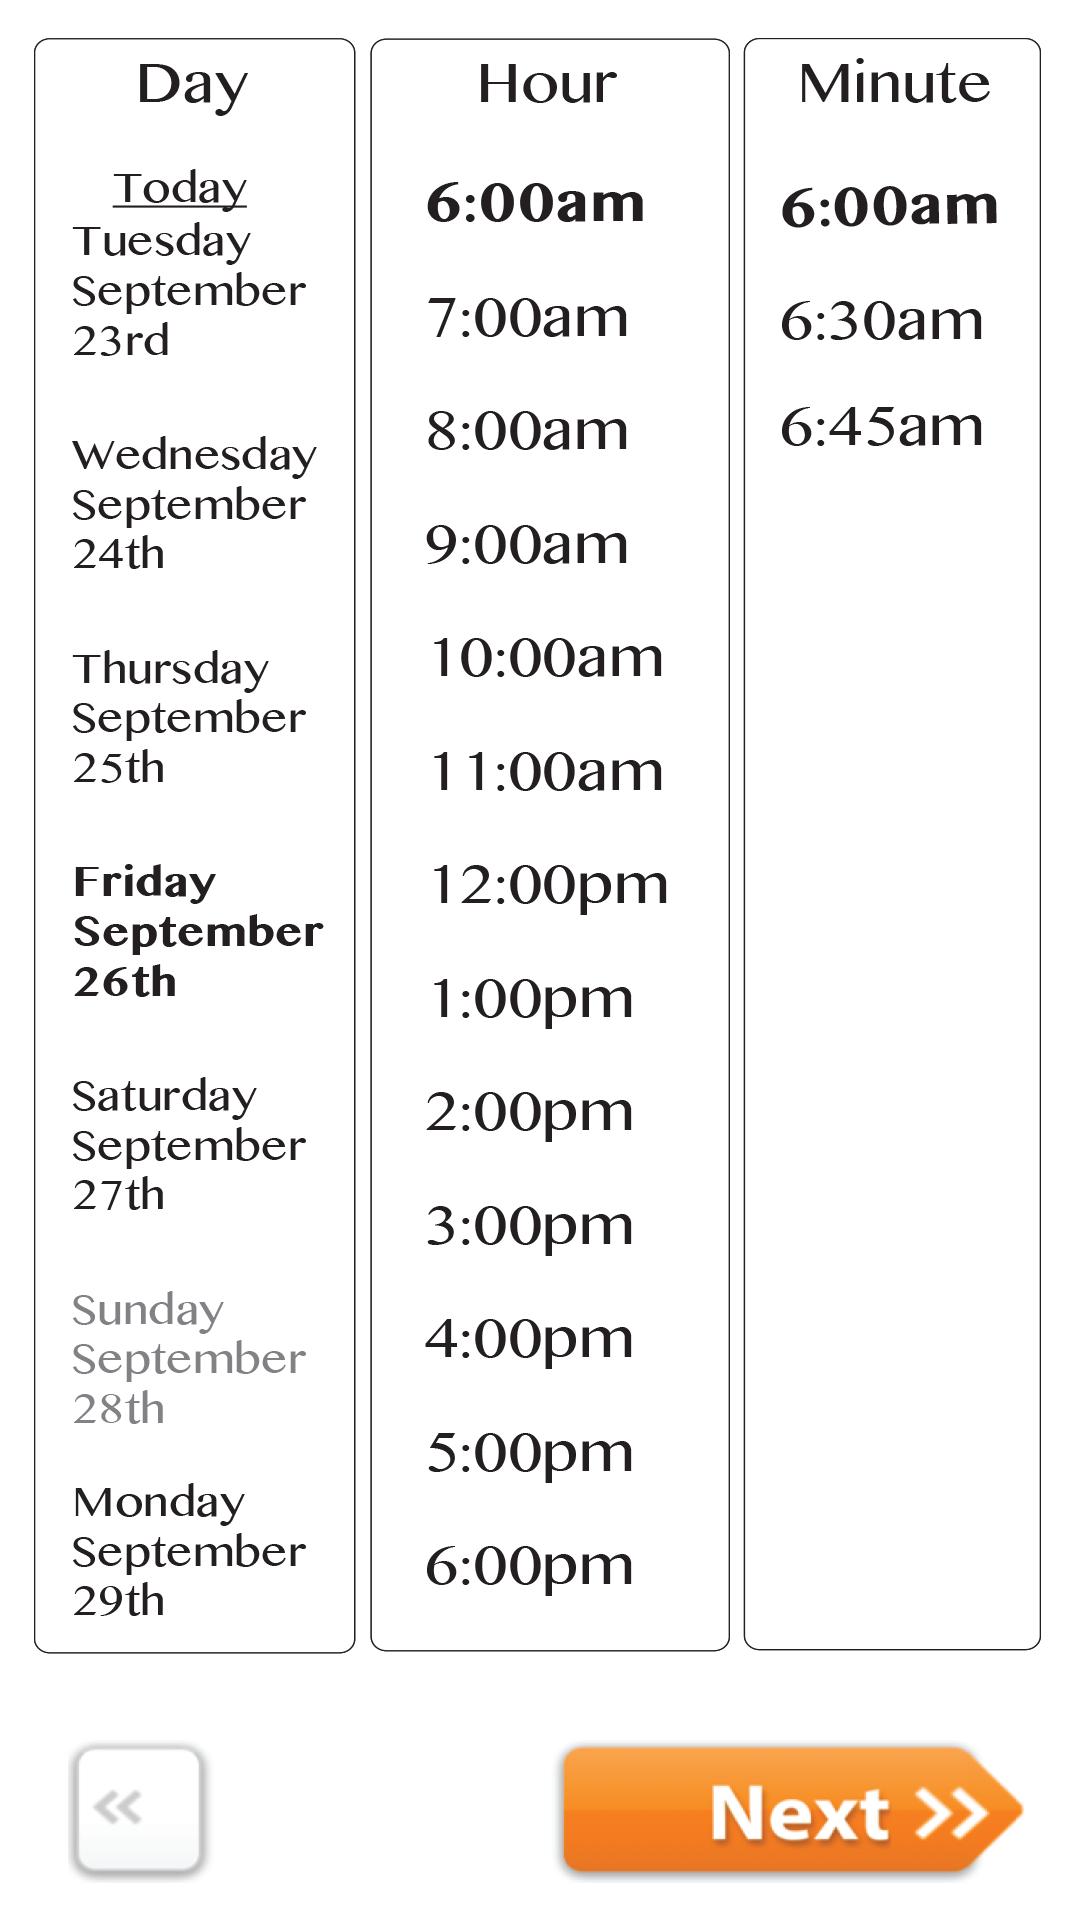 Day
Today
Tuesday
September
23rd
Wednesday
September
24th
Thursday
September
25th
Friday
September
26th
Saturday
September
27th
Sunday
September
28th
Monday
September
29th
Hour
6:00am
7:00am
8:00am
9:00am
10:00am
11:00am
12:00pm
1:00pm
2:00pm
3:00pm
4:00pm
5:00pm
6:00pm
Minute
6:00am
6:30am
6:45am
Next